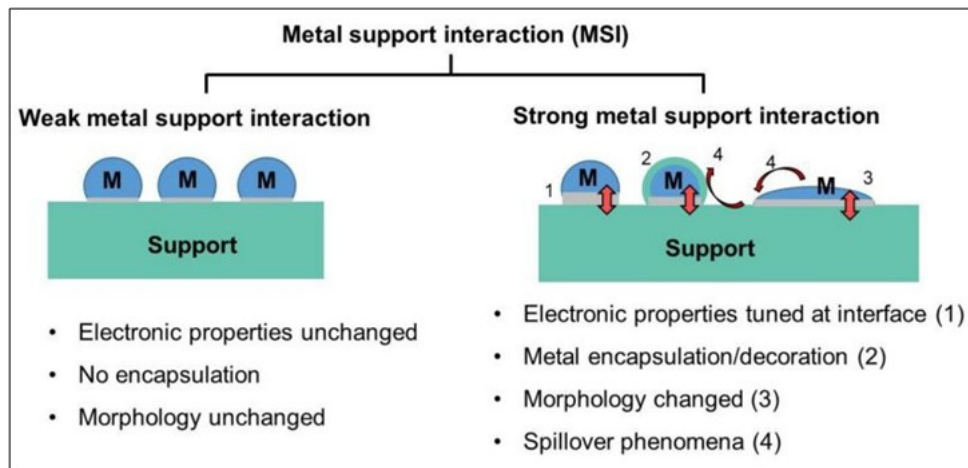 Metal support interaction (MSI)
Weak metal support interaction
Strong metal support interaction
M M M
Support
1 M 2 M 4 4 M 3
Support
• Electronic properties unchanged
• No encapsulation
• Morphology unchanged
• Electronic properties tuned at interface (1)
• Metal encapsulation/decoration (2)
• Morphology changed (3)
• Spillover phenomena (4)